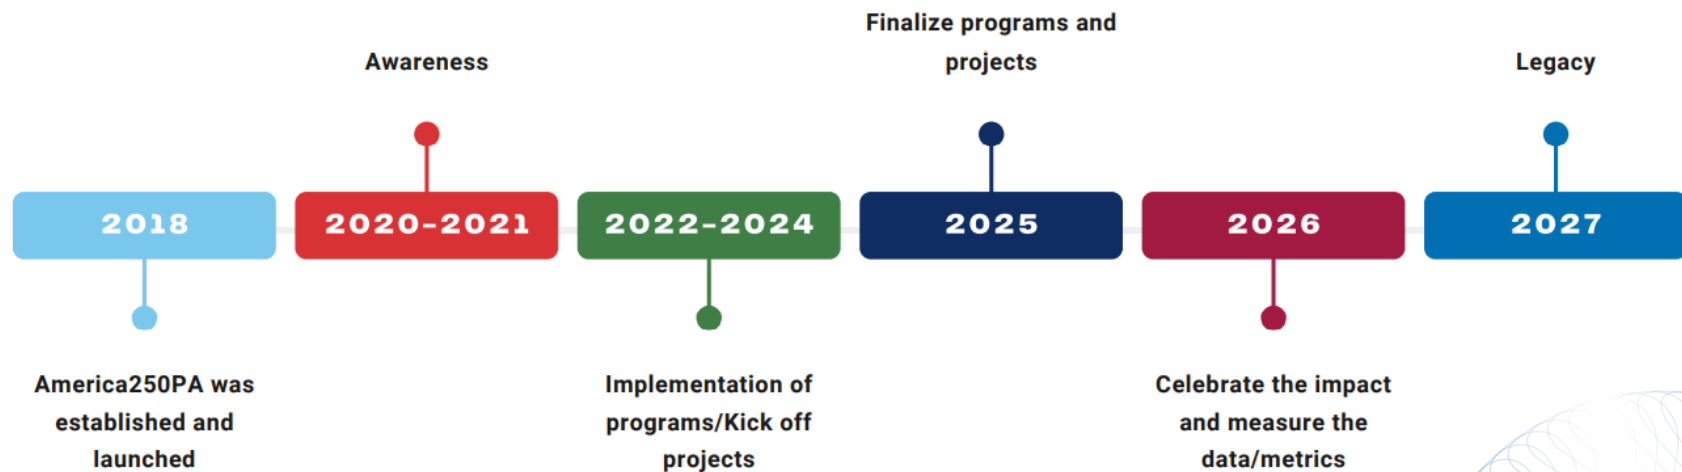 Finalize programs and
projects
Awareness
Legacy
2018
2020-2021
2022-2024
2025
2026
2027
America250PA was
established and
launched
Implementation of
programs/Kick off
projects
Celebrate the impact
and measure the
data/metrics